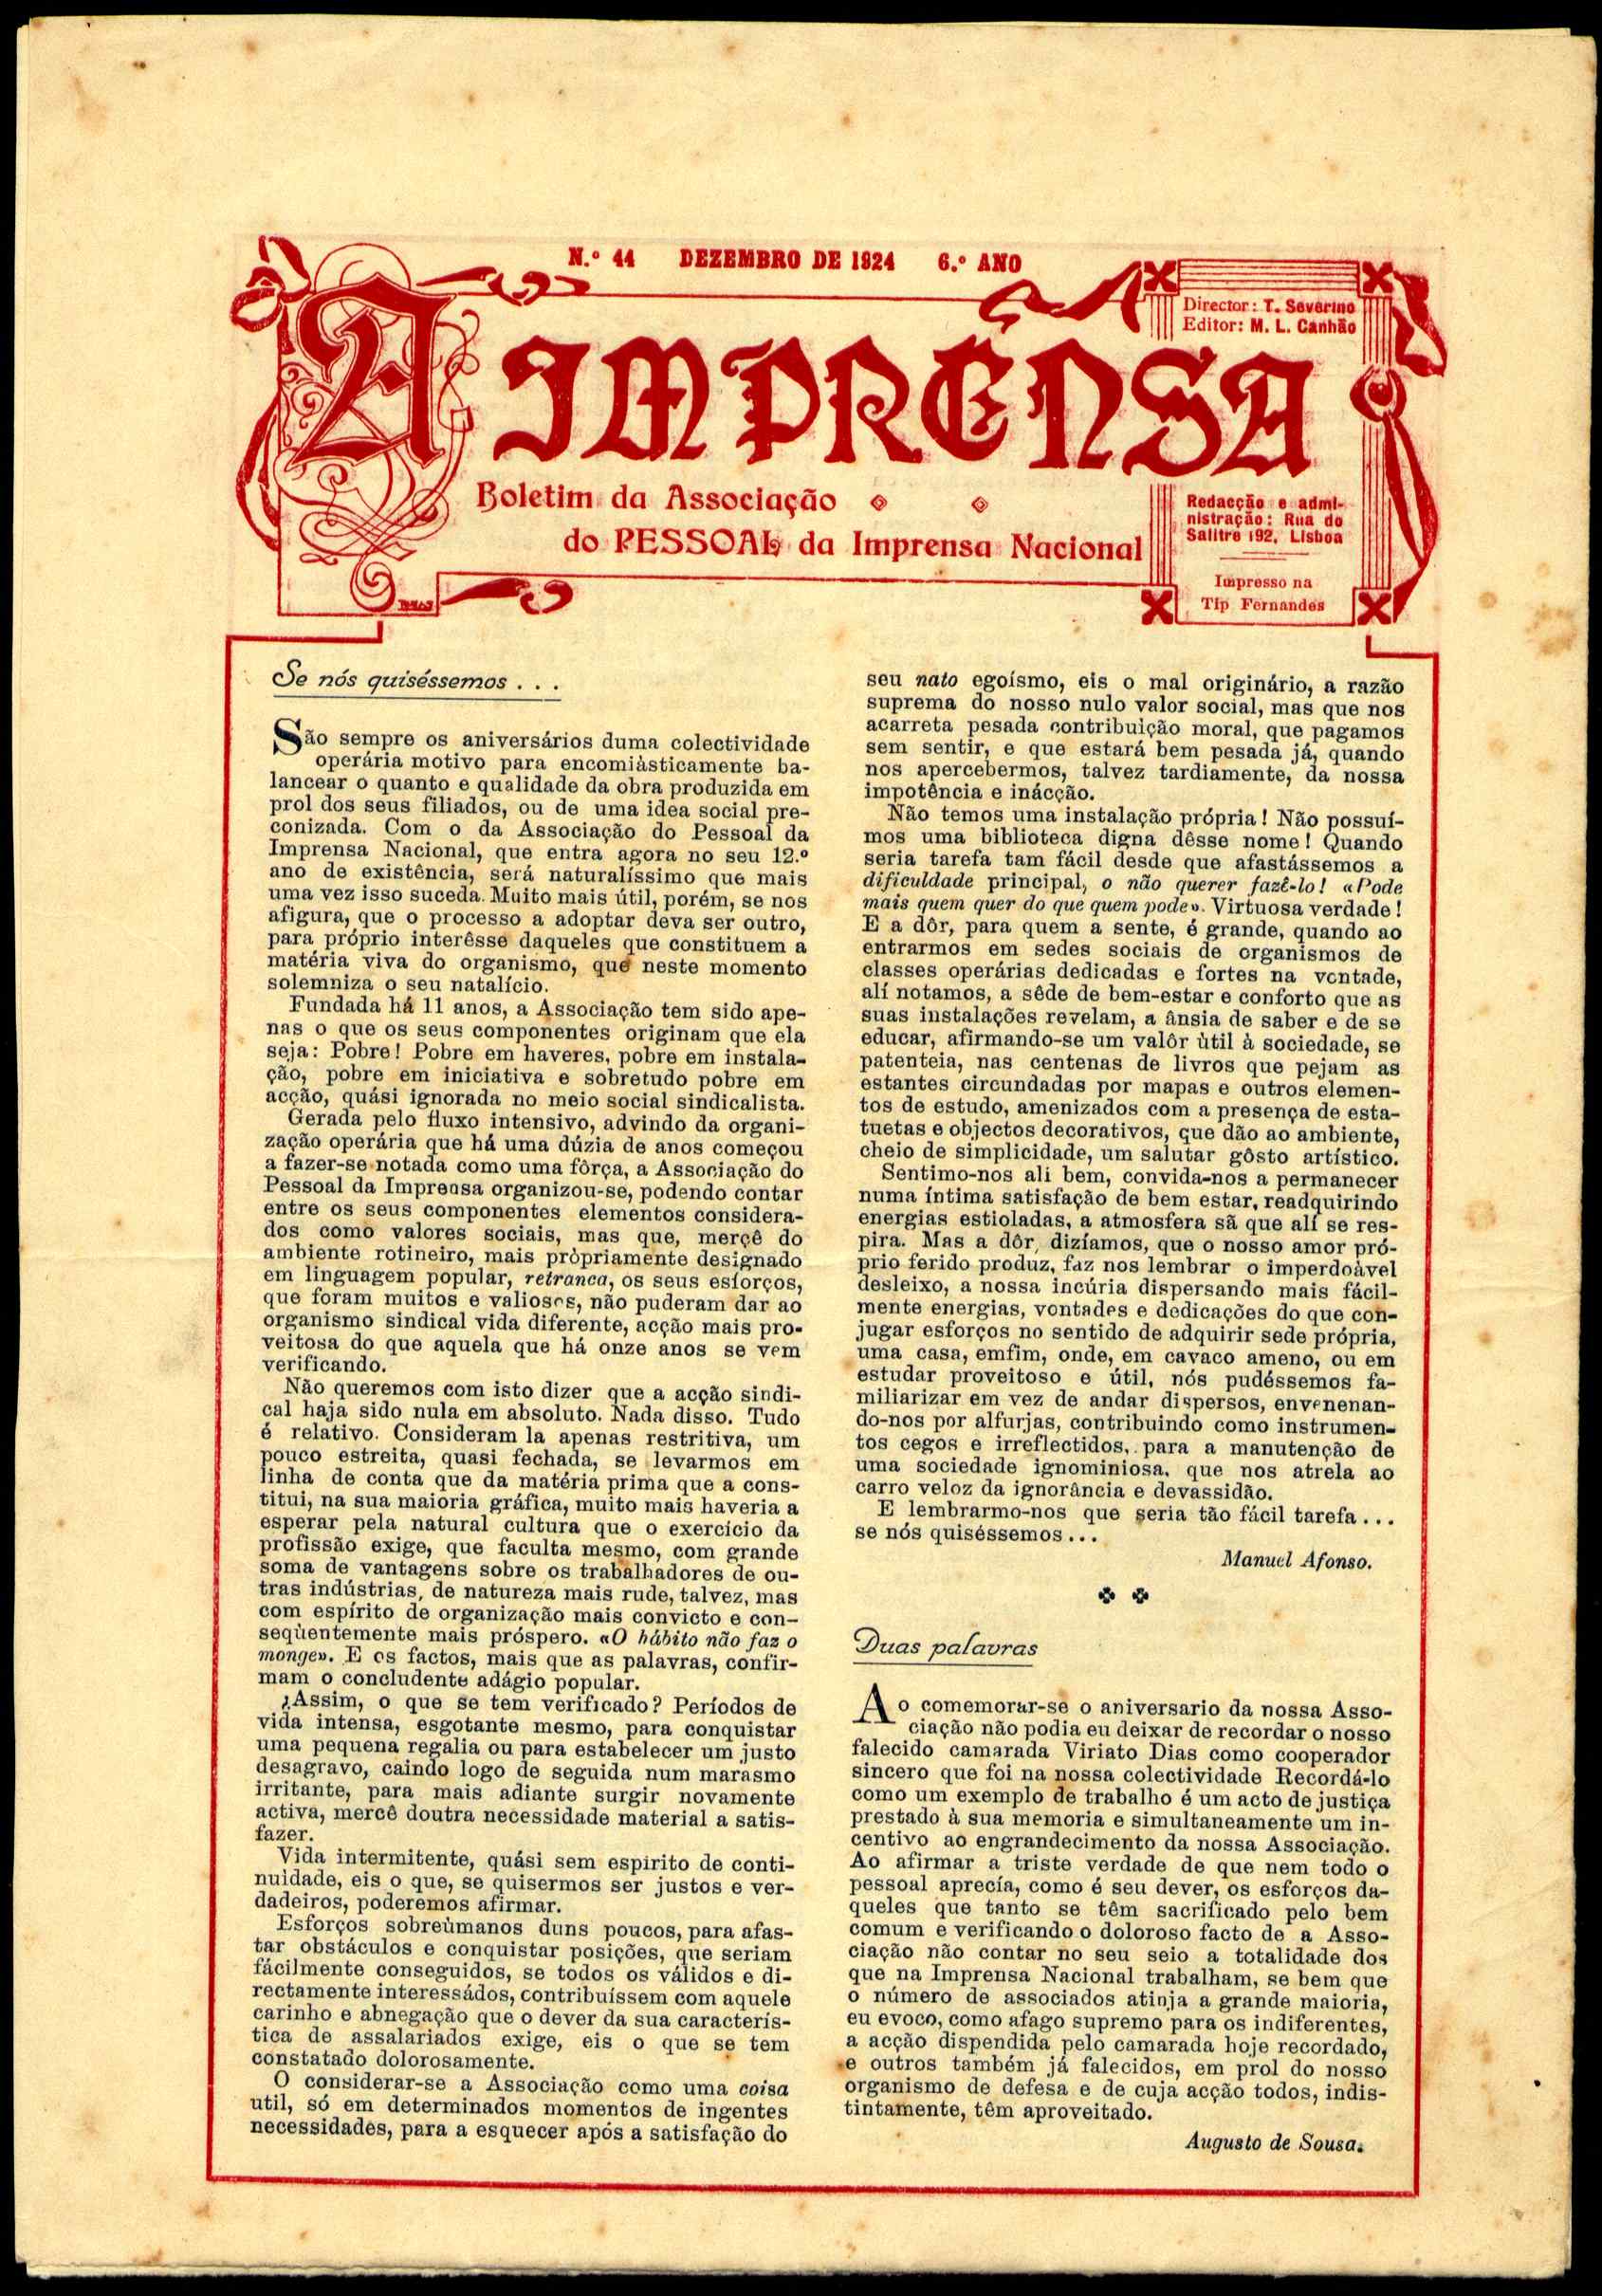 N.º 44 DEZEMBRO DE 1924 6.º ANO
Director: T. Severino
Editor: M. L. Canhão
A IMPRENSA
Boletim da Associação
do PESSOAL da Imprensa Nacional
Redacção e admi-
nistração: Rua do
Salitre 192, Lisboa
Impresso na
Tip Fernandes
Se nós quiséssemos . . .
São sempre os aniversários duma colectividade
operária motivo para encomiàsticamente ba-
lancear o quanto e qualidade da obra produzida em
prol dos seus filiados, ou de uma idea social pre-
conizada. Com o da Associação do Pessoal da
Imprensa Nacional, que entra agora no seu 12.º
ano de existência, será naturalíssimo que mais
uma vez isso suceda. Muito mais útil, porém, se nos
afigura, que o processo a adoptar deva ser outro,
para próprio interêsse daqueles que constituem a
matéria viva do organismo, que neste momento
solemniza o seu natalício.
Fundada há 11 anos, a Associação tem sido ape-
nas o que os seus componentes originam que ela
seja: Pobre! Pobre em haveres, pobre em instala-
ção, pobre em iniciativa e sobretudo pobre em
acção, quási ignorada no meio social sindicalista.
Gerada pelo fluxo intensivo, advindo da organi-
zação operária que há uma dúzia de anos começou
a fazer-se notada como uma fôrça, a Associação do
Pessoal da Imprensa organizou-se, podendo contar
entre os seus componentes elementos considera-
dos como valores sociais, mas que, merçê do
ambiente rotineiro, mais pròpriamente designado
em linguagem popular, retranca, os seus esforços,
que foram muitos e valiosos, não puderam dar ao
organismo sindical vida diferente, acção mais pro-
veitosa do que aquela que há onze anos se vem
verificando.
Não queremos com isto dizer que a acção sindi-
cal haja sido nula em absoluto. Nada disso. Tudo
é relativo. Consideram la apenas restritiva, um
pouco estreita, quasi fechada, se levarmos em
linha de conta que da matéria prima que a cons-
titui, na sua maioria gráfica, muito mais haveria a
esperar pela natural cultura que o exercício da
profissão exige, que faculta mesmo, com grande
soma de vantagens sobre os trabalhadores de ou-
tras indústrias, de natureza mais rude, talvez, mas
com espírito de organização mais convicto e con-
seqùentemente mais próspero. «O hábito não faz o
monge». E os factos, mais que as palavras, confir-
mam o concludente adágio popular.
¿Assim, o que se tem verificado? Períodos de
vida intensa, esgotante mesmo, para conquistar
uma pequena regalia ou para estabelecer um justo
desagravo, caindo logo de seguida num marasmo
irritante, para mais adiante surgir novamente
activa, mercê doutra necessidade material a satis-
fazer.
Vida intermitente, quási sem espirito de conti-
nuidade, eis o que, se quisermos ser justos e ver-
dadeiros, poderemos afirmar.
Esforços sobreùmanos duns poucos, para afas-
tar obstáculos e conquistar posições, que seriam
fácilmente conseguidos, se todos os válidos e di-
rectamente interessádos, contribuíssem com aquele
carinho e abnegação que o dever da sua caracterís-
tica de assalariados exige, eis o que se tem
constatado dolorosamente.
O considerar-se a Associação como uma coisa
util, só em determinados momentos de ingentes
necessidades, para a esquecer após a satisfação do
seu nato egoísmo, eis o mal originário, a razão
suprema do nosso nulo valor social, mas que nos
acarreta pesada contribuição moral, que pagamos
sem sentir, e que estará bem pesada já, quando
nos apercebermos, talvez tardiamente, da nossa
impotência e inácção.
Não temos uma instalação própria! Não possuí-
mos uma biblioteca digna dêsse nome! Quando
seria tarefa tam fácil desde que afastássemos a
dificuldade principal, o não querer fazê-lo! «Pode
mais quem quer do que quem pode». Virtuosa verdade!
E a dôr, para quem a sente, é grande, quando ao
entrarmos em sedes sociais de organismos de
classes operárias dedicadas e fortes na vontade,
alí notamos, a sêde de bem-estar e conforto que as
suas instalações revelam, a ânsia de saber e de se
educar, afirmando-se um valôr ùtil à sociedade, se
patenteia, nas centenas de livros que pejam as
estantes circundadas por mapas e outros elemen-
tos de estudo, amenizados com a presença de esta-
tuetas e objectos decorativos, que dão ao ambiente,
cheio de simplicidade, um salutar gôsto artístico.
Sentimo-nos ali bem, convida-nos a permanecer
numa íntima satisfação de bem estar, readquirindo
energias estioladas, a atmosfera sã que alí se res-
pira. Mas a dôr, dizíamos, que o nosso amor pró-
prio ferido produz, faz nos lembrar o imperdoável
desleixo, a nossa incúria dispersando mais fácil-
mente energias, vontades e dedicações do que con-
jugar esforços no sentido de adquirir sede própria,
uma casa, emfim, onde, em cavaco ameno, ou em
estudar proveitoso e útil, nós pudéssemos fa-
miliarizar em vez de andar dispersos, envenenan-
do-nos por alfurjas, contribuindo como instrumen-
tos cegos e irreflectidos, para a manutenção de
uma sociedade ignominiosa, que nos atrela ao
carro veloz da ignorância e devassidão.
E lembrarmo-nos que seria tão fácil tarefa...
se nós quiséssemos...
Manuel Afonso.
Duas palavras
Ao comemorar-se o aniversario da nossa Asso-
ciação não podia eu deixar de recordar o nosso
falecido camarada Viriato Dias como cooperador
sincero que foi na nossa colectividade Recordá-lo
como um exemplo de trabalho é um acto de justiça
prestado à sua memoria e simultaneamente um in-
centivo ao engrandecimento da nossa Associação.
Ao afirmar a triste verdade de que nem todo o
pessoal aprecía, como é seu dever, os esforços da-
queles que tanto se têm sacrificado pelo bem
comum e verificando o doloroso facto de a Asso-
ciação não contar no seu seio a totalidade dos
que na Imprensa Nacional trabalham, se bem que
o número de associados atinja a grande maioria,
eu evoco, como afago supremo para os indiferentes,
a acção dispendida pelo camarada hoje recordado,
e outros também já falecidos, em prol do nosso
organismo de defesa e de cuja acção todos, indis-
tintamente, têm aproveitado.
Augusto de Sousa.